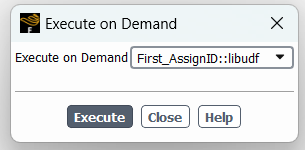 Execute on Demand
Execute on Demand First_AssignID::libudf
Execute Close Help